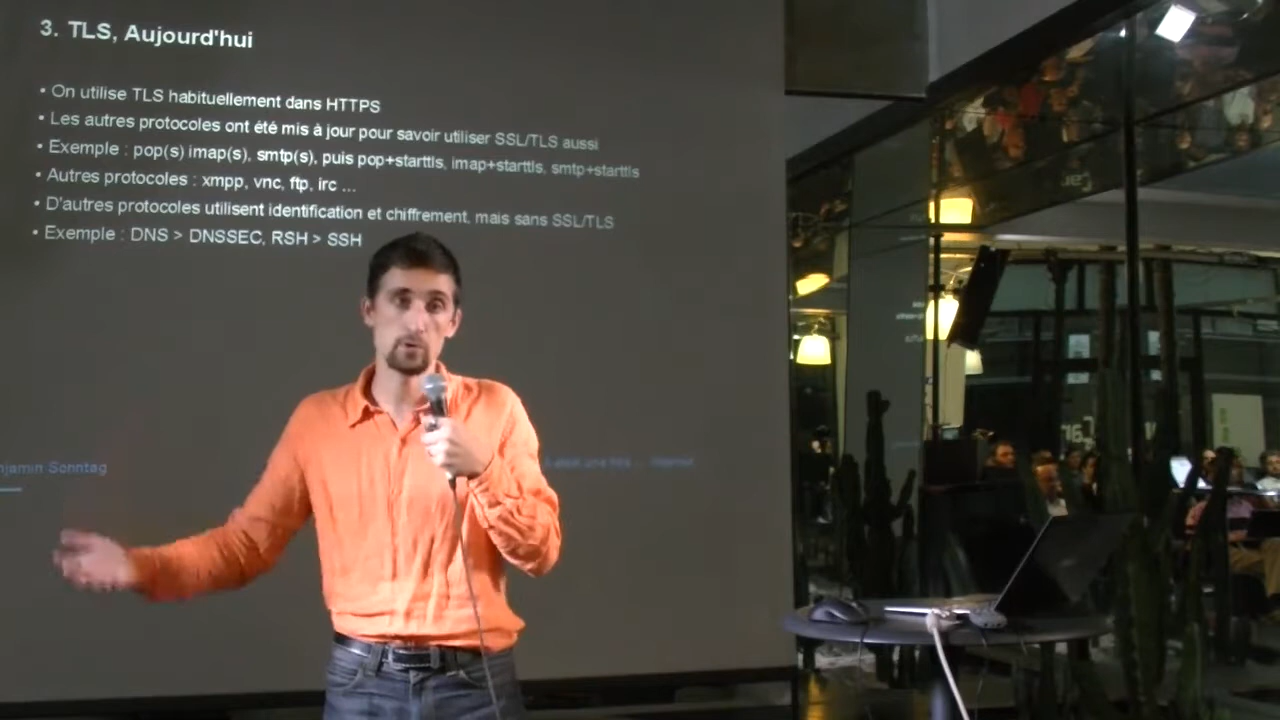 3. TLS, Aujourd'hui
• On utilise TLS habituellement dans HTTPS
• Les autres protocoles ont été mis à jour pour savoir utiliser SSL/TLS aussi
• Exemple : pop(s) imap(s), smtp(s), puis pop+starttls, imap+starttls, smtp+starttls
• Autres protocoles : xmpp, vnc, ftp, irc ...
• D'autres protocoles utilisent identification et chiffrement, mais sans SSL/TLS
• Exemple : DNS > DNSSEC, RSH > SSH
njamin Sonntag